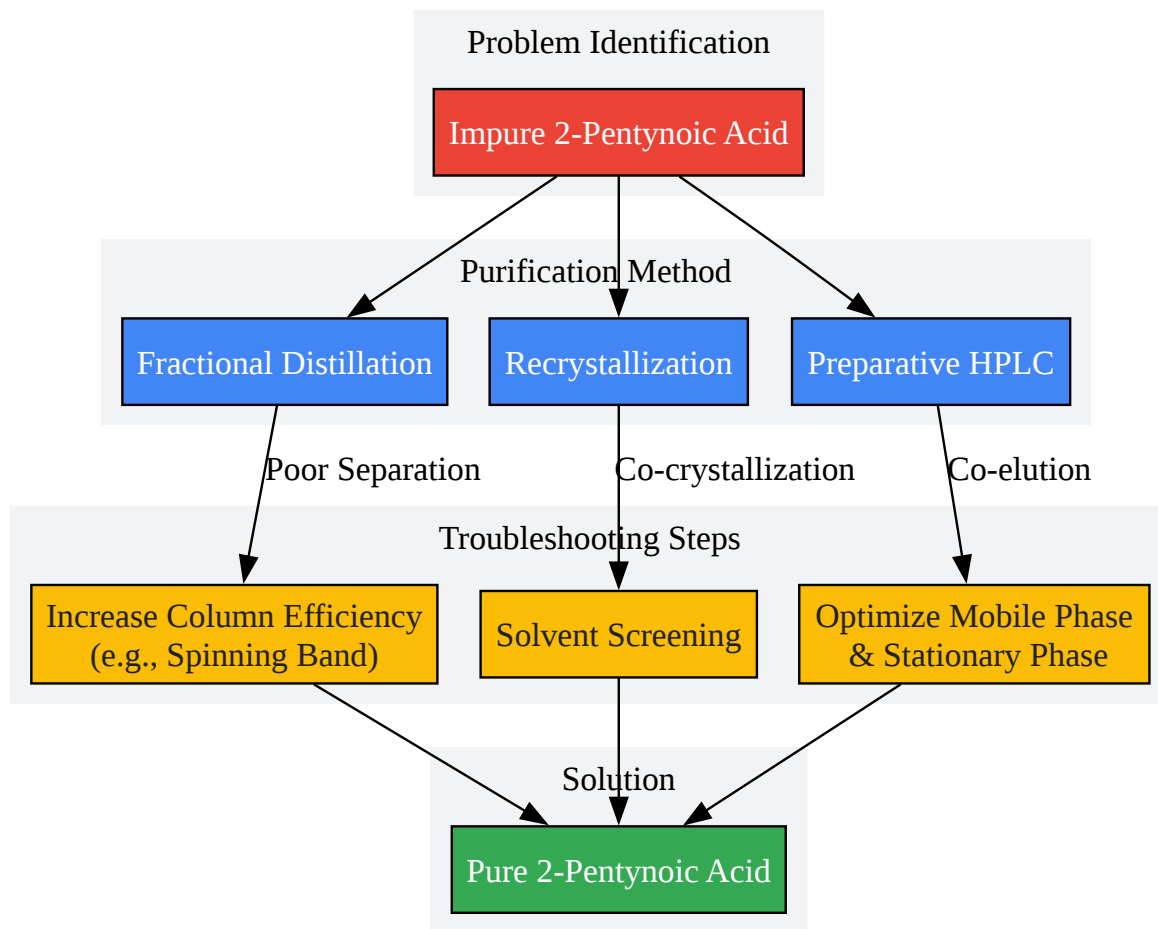 Problem Identification
Impure 2-Pentynoic Acid
Purification Method
Fractional Distillation
Recrystallization
Preparative HPLC
Poor Separation
Co-crystallization
Co-elution
Troubleshooting Steps
Increase Column Efficiency
(e.g., Spinning Band)
Solvent Screening
Optimize Mobile Phase
& Stationary Phase
Solution
Pure 2-Pentynoic Acid